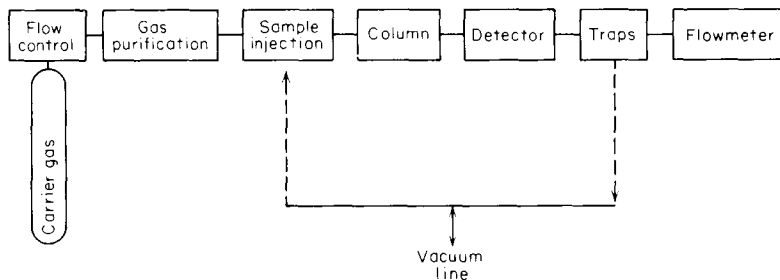 Flow
control
Gas
purification
Sample
injection
Column
Detector
Traps
Flowmeter
Carrier gas
Vacuum
line